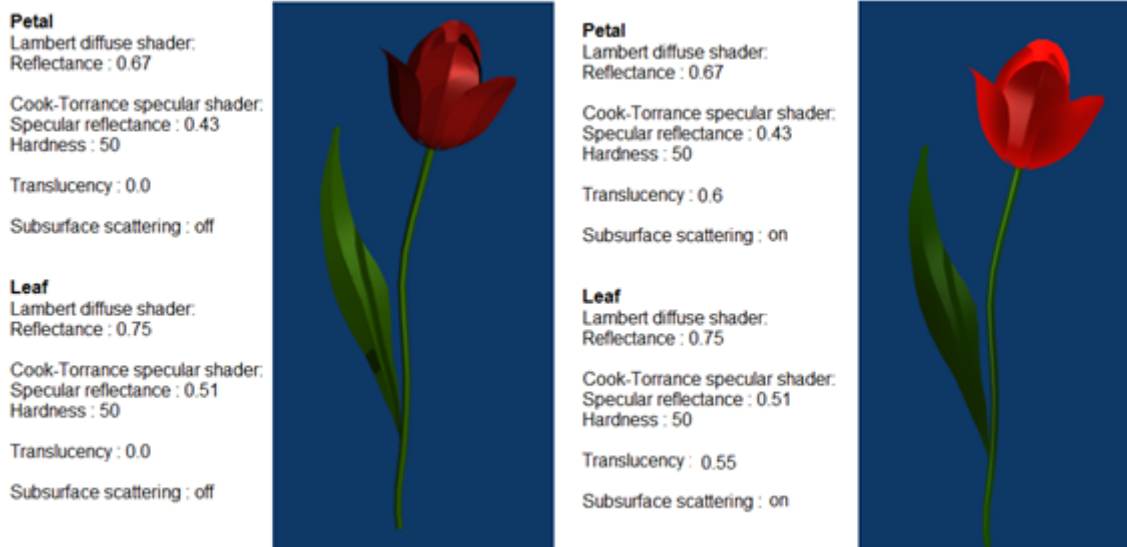 Petal
Lambert diffuse shader:
Reflectance : 0.67
Cook-Torrance specular shader:
Specular reflectance : 0.43
Hardness : 50
Translucency : 0.0
Subsurface scattering : off
Leaf
Lambert diffuse shader:
Reflectance : 0.75
Cook-Torrance specular shader:
Specular reflectance : 0.51
Hardness : 50
Translucency : 0.0
Subsurface scattering : off
Petal
Lambert diffuse shader:
Reflectance : 0.67
Cook-Torrance specular shader:
Specular reflectance : 0.43
Hardness : 50
Translucency : 0.6
Subsurface scattering : on
Leaf
Lambert diffuse shader:
Reflectance : 0.75
Cook-Torrance specular shader:
Specular reflectance : 0.51
Hardness : 50
Translucency : 0.55
Subsurface scattering : on